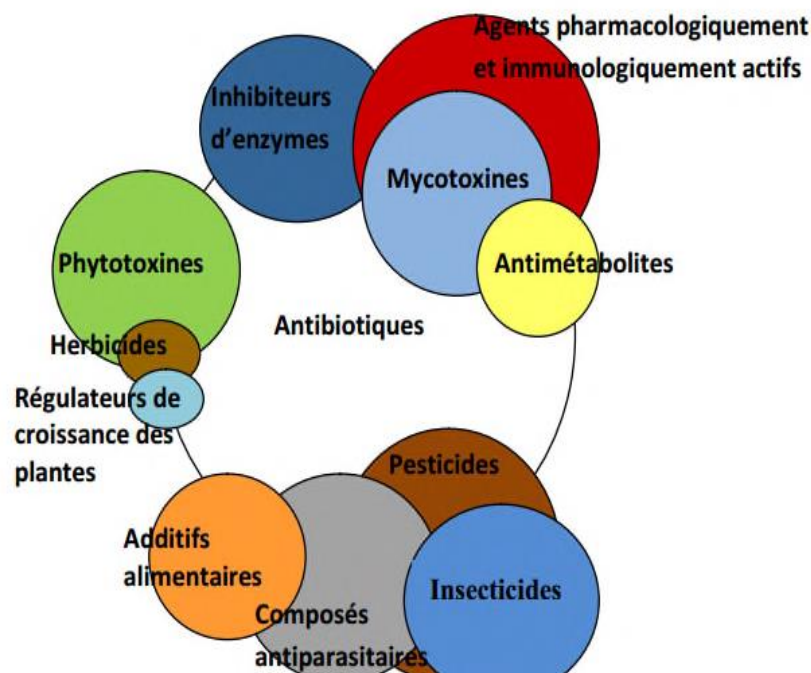 Agents pharmacologiquement
et immunologiquement actifs
Inhibiteurs
d’enzymes
Mycotoxines
Phytotoxines
Antimétabolites
Antibiotiques
Herbicides
Régulateurs de
croissance des
plantes
Pesticides
Additifs
alimentaires
Insecticides
Composés
antiparasitaires